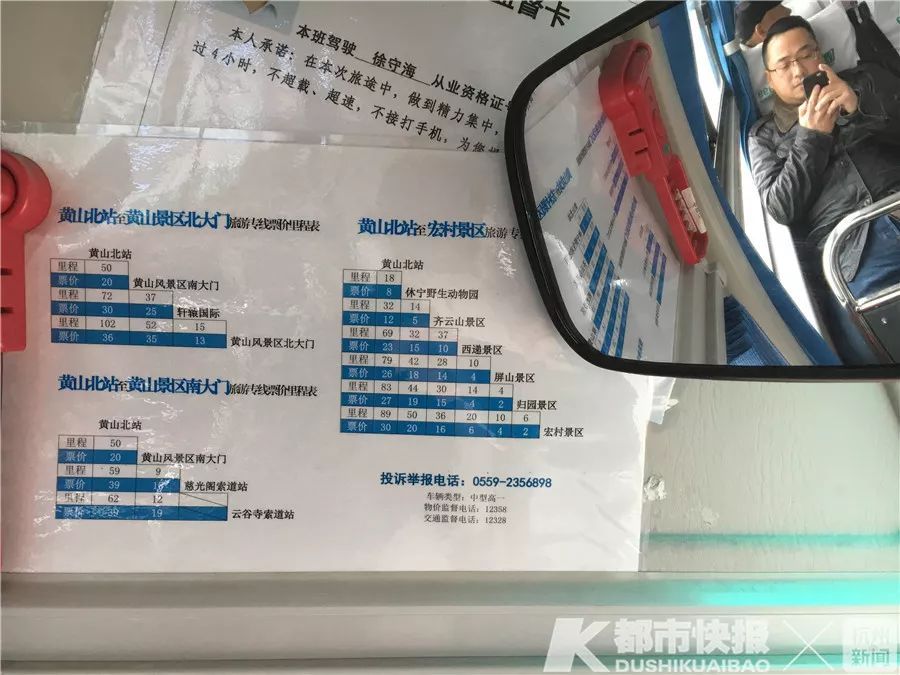 监督卡
本班驾驶 徐守海 从业资格证号
本人承诺：在本次旅途中，做到精力集中，
过4小时，不超载、超速，不接打手机，为您
黄山北站至黄山景区北大门旅游专线票价里程表
黄山北站
里程 50
票价 20 黄山风景区南大门
里程 72 37
票价 30 25 轩辕国际
里程 102 52 15
票价 36 35 13 黄山风景区北大门
黄山北站至黄山景区南大门旅游专线票价里程表
黄山北站
里程 50
票价 20 黄山风景区南大门
里程 59 9
票价 39 慈光阁索道站
里程 62 12
票价 39 19 云谷寺索道站
黄山北站至宏村景区旅游专
黄山北站
里程 18
票价 8 休宁野生动物园
里程 32 14
票价 12 5 齐云山景区
里程 69 32 37
票价 23 15 10 西递景区
里程 79 42 28 10
票价 26 18 14 4 屏山景区
里程 83 44 30 14 4
票价 27 19 15 4 2 归园景区
里程 89 50 36 20 10 6
票价 30 20 16 6 4 2 宏村景区
投诉举报电话：0559-2356898
车辆类型：中型高一
物价监督电话：12358
交通监督电话：12328
K 都市快报 × 杭州新闻
DUSHIKUAIBAO